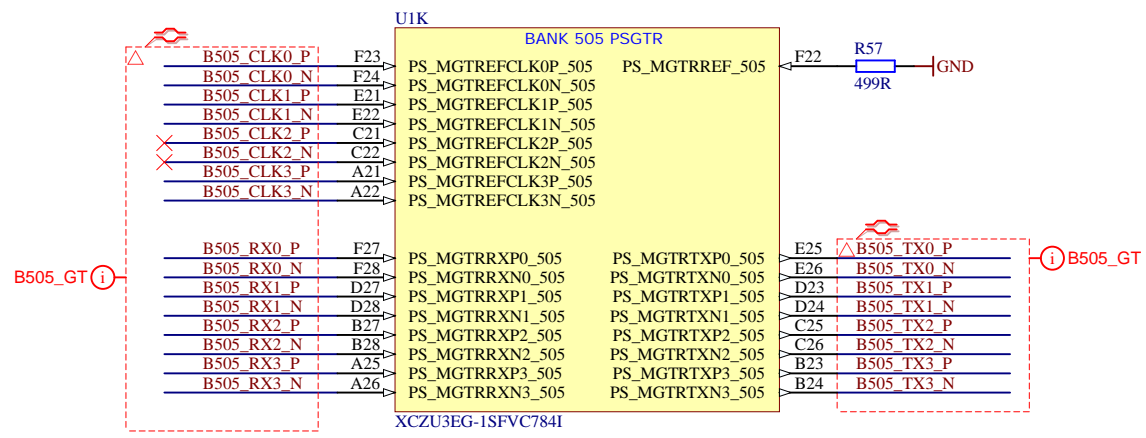 U1K
BANK 505 PSGTR
B505_CLK0_P F23 PS_MGTREFCLK0P_505 PS_MGTRREF_505 F22 R57 499R GND
B505_CLK0_N F24 PS_MGTREFCLK0N_505
B505_CLK1_P E21 PS_MGTREFCLK1P_505
B505_CLK1_N E22 PS_MGTREFCLK1N_505
B505_CLK2_P C21 PS_MGTREFCLK2P_505
B505_CLK2_N C22 PS_MGTREFCLK2N_505
B505_CLK3_P A21 PS_MGTREFCLK3P_505
B505_CLK3_N A22 PS_MGTREFCLK3N_505
B505_RX0_P F27 PS_MGTRRXP0_505 PS_MGTRTXP0_505 E25 B505_TX0_P
B505_GT i B505_RX0_N F28 PS_MGTRRXN0_505 PS_MGTRTXN0_505 E26 B505_TX0_N i B505_GT
B505_RX1_P D27 PS_MGTRRXP1_505 PS_MGTRTXP1_505 D23 B505_TX1_P
B505_RX1_N D28 PS_MGTRRXN1_505 PS_MGTRTXN1_505 D24 B505_TX1_N
B505_RX2_P B27 PS_MGTRRXP2_505 PS_MGTRTXP2_505 C25 B505_TX2_P
B505_RX2_N B28 PS_MGTRRXN2_505 PS_MGTRTXN2_505 C26 B505_TX2_N
B505_RX3_P A25 PS_MGTRRXP3_505 PS_MGTRTXP3_505 B23 B505_TX3_P
B505_RX3_N A26 PS_MGTRRXN3_505 PS_MGTRTXN3_505 B24 B505_TX3_N
XCZU3EG-1SFVC784I